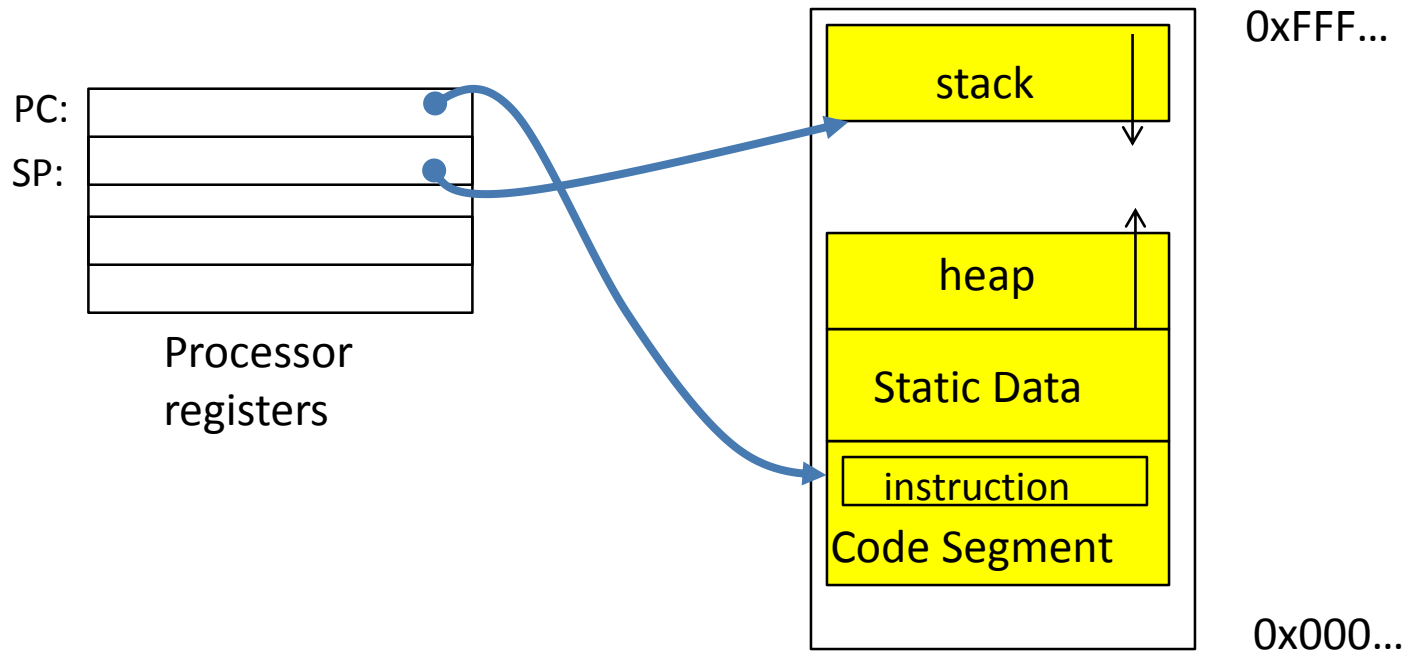 0xFFF...
stack
PC:
SP:
heap
Processor
registers
Static Data
instruction
Code Segment
0x000...